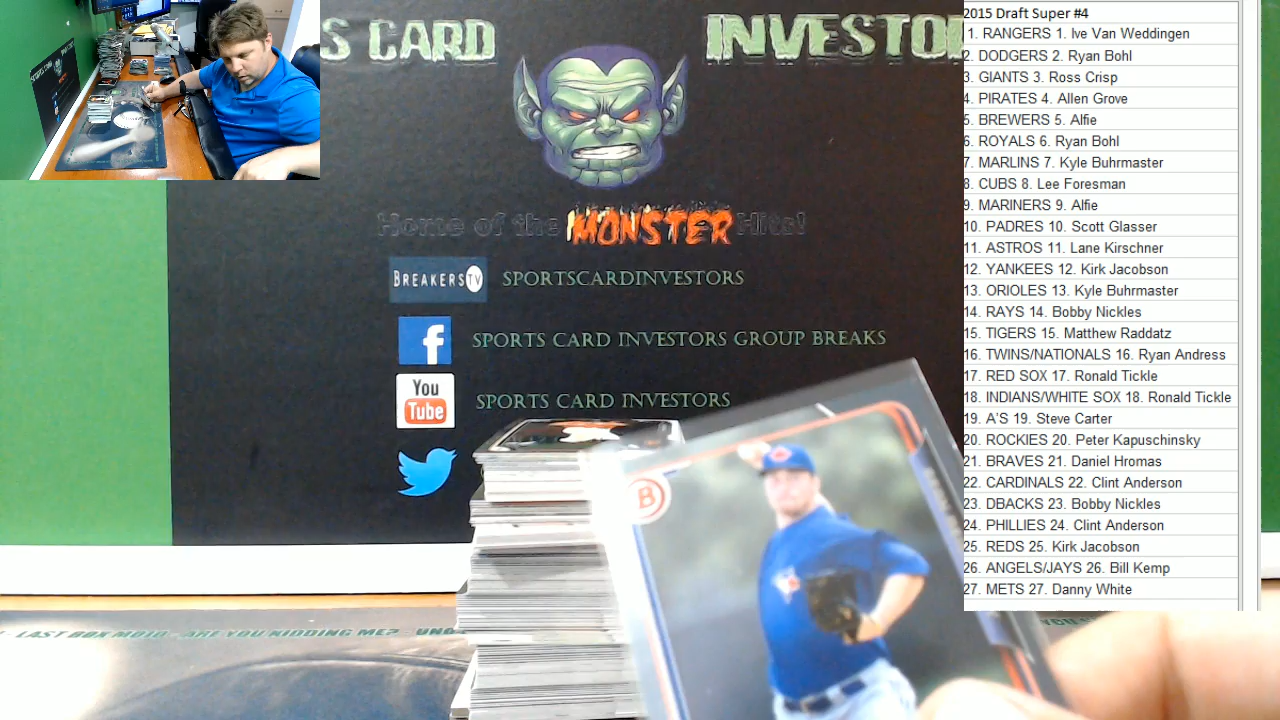 S CARD INVESTO
Home of the MONSTER Hits!
BREAKERS TV SPORTSCARDINVESTORS
f SPORTS CARD INVESTORS GROUP BREAKS
You Tube SPORTS CARD INVESTORS
LAST BOX MOJO - ARE YOU KIDDING ME? - UND
B
2015 Draft Super #4
1. RANGERS 1. Ive Van Weddingen
2. DODGERS 2. Ryan Bohl
3. GIANTS 3. Ross Crisp
4. PIRATES 4. Allen Grove
5. BREWERS 5. Alfie
6. ROYALS 6. Ryan Bohl
7. MARLINS 7. Kyle Buhrmaster
8. CUBS 8. Lee Foresman
9. MARINERS 9. Alfie
10. PADRES 10. Scott Glasser
11. ASTROS 11. Lane Kirschner
12. YANKEES 12. Kirk Jacobson
13. ORIOLES 13. Kyle Buhrmaster
14. RAYS 14. Bobby Nickles
15. TIGERS 15. Matthew Raddatz
16. TWINS/NATIONALS 16. Ryan Andress
17. RED SOX 17. Ronald Tickle
18. INDIANS/WHITE SOX 18. Ronald Tickle
19. A'S 19. Steve Carter
20. ROCKIES 20. Peter Kapuschinsky
21. BRAVES 21. Daniel Hromas
22. CARDINALS 22. Clint Anderson
23. DBACKS 23. Bobby Nickles
24. PHILLIES 24. Clint Anderson
25. REDS 25. Kirk Jacobson
26. ANGELS/JAYS 26. Bill Kemp
27. METS 27. Danny White